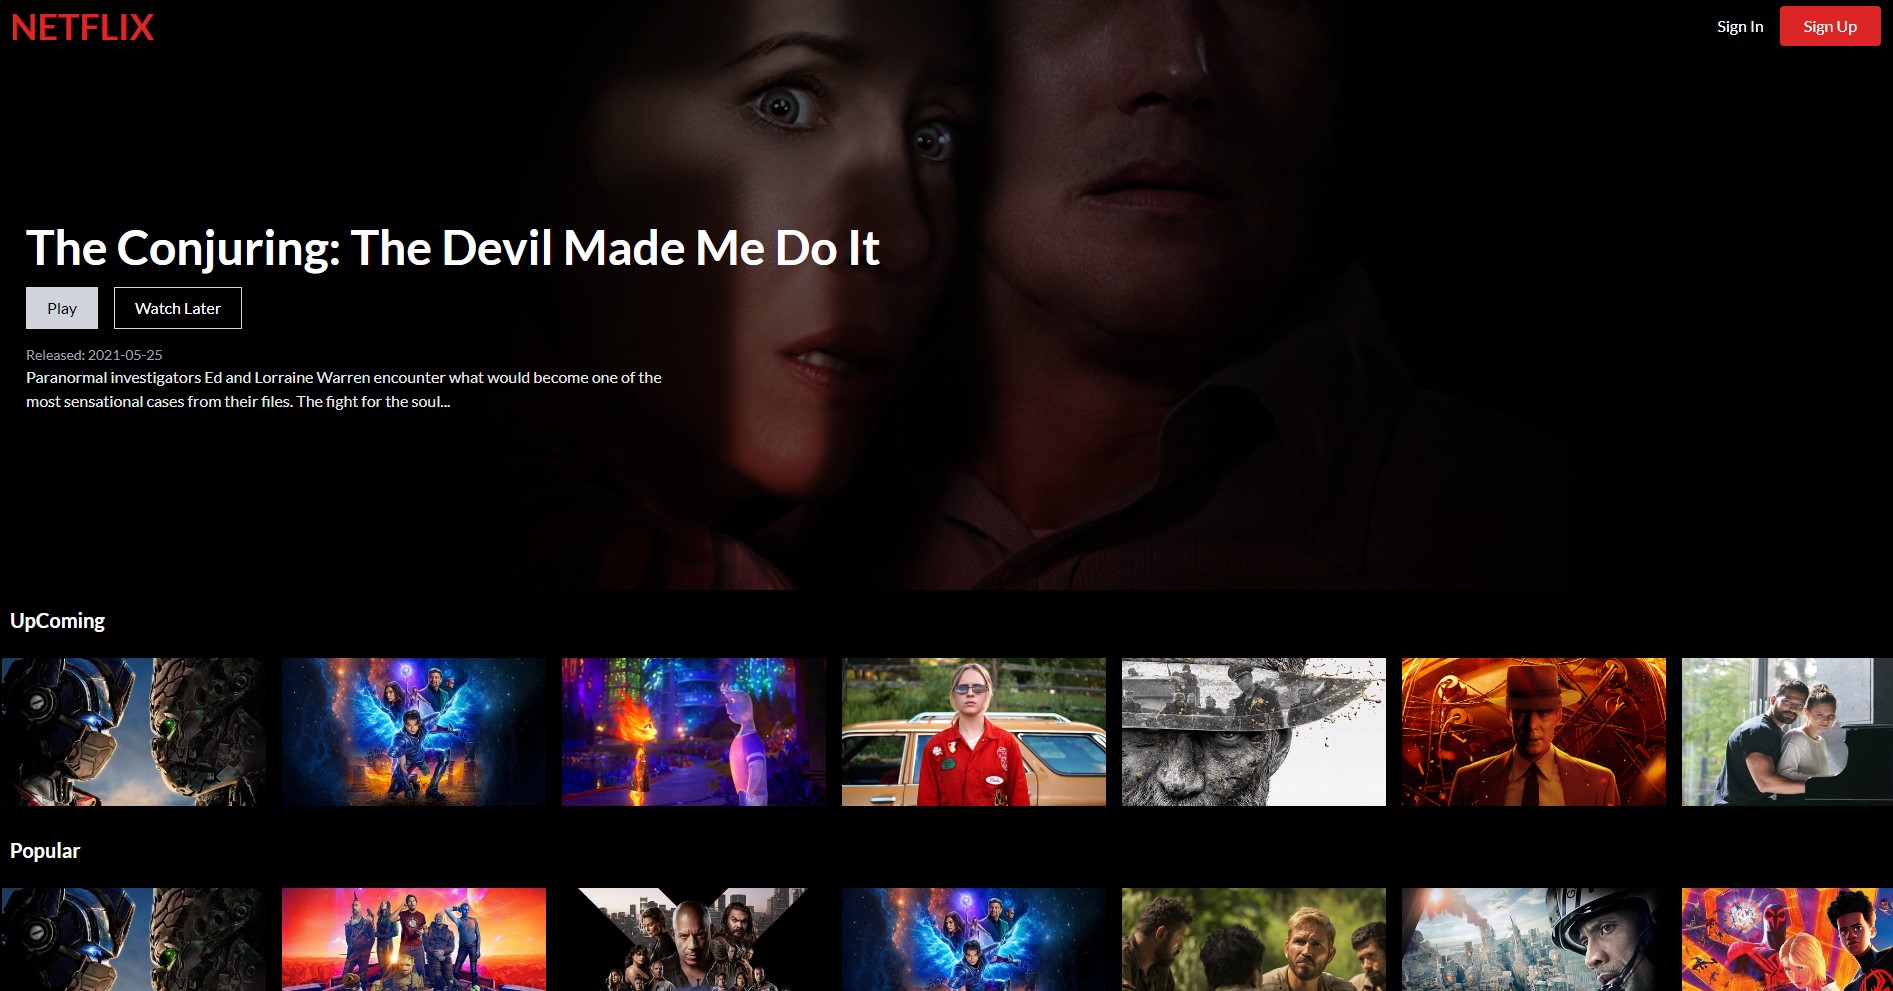 NETFLIX
Sign In
Sign Up
The Conjuring: The Devil Made Me Do It
Play
Watch Later
Released: 2021-05-25
Paranormal investigators Ed and Lorraine Warren encounter what would become one of the
most sensational cases from their files. The fight for the soul...
UpComing
Popular